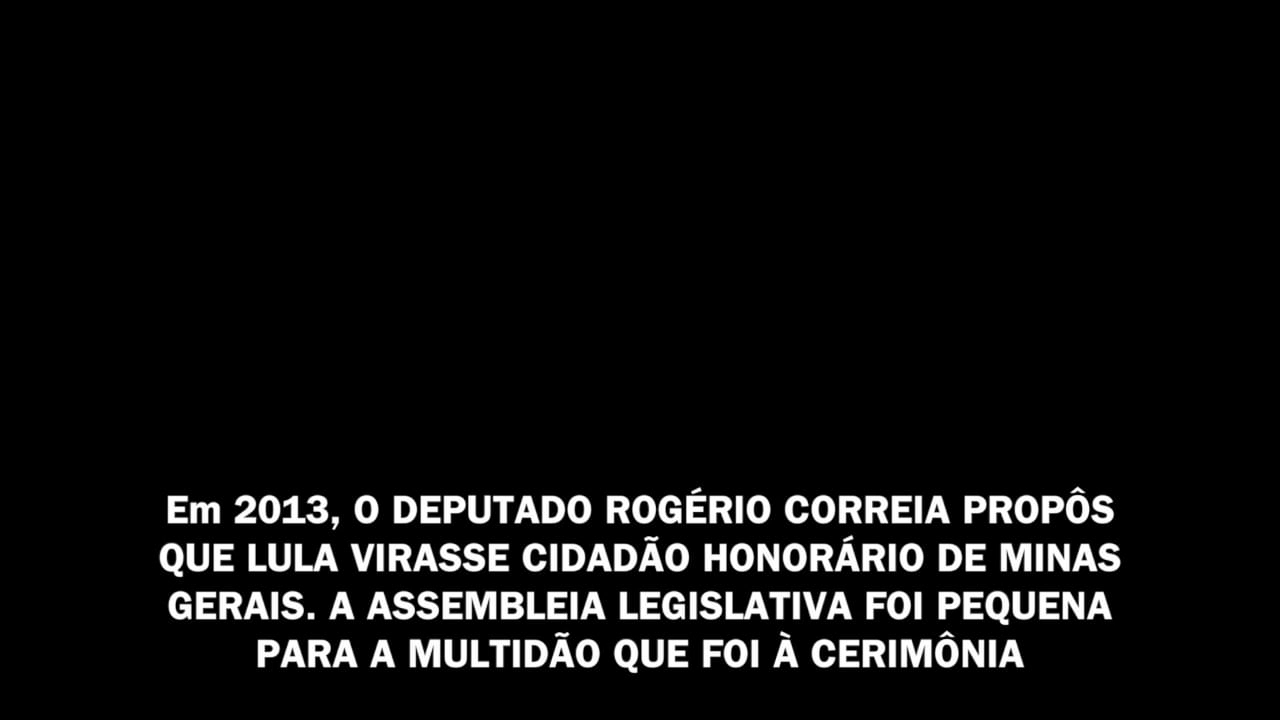 Em 2013, O DEPUTADO ROGÉRIO CORREIA PROPÔS
QUE LULA VIRASSE CIDADÃO HONORÁRIO DE MINAS
GERAIS. A ASSEMBLEIA LEGISLATIVA FOI PEQUENA
PARA A MULTIDÃO QUE FOI À CERIMÔNIA